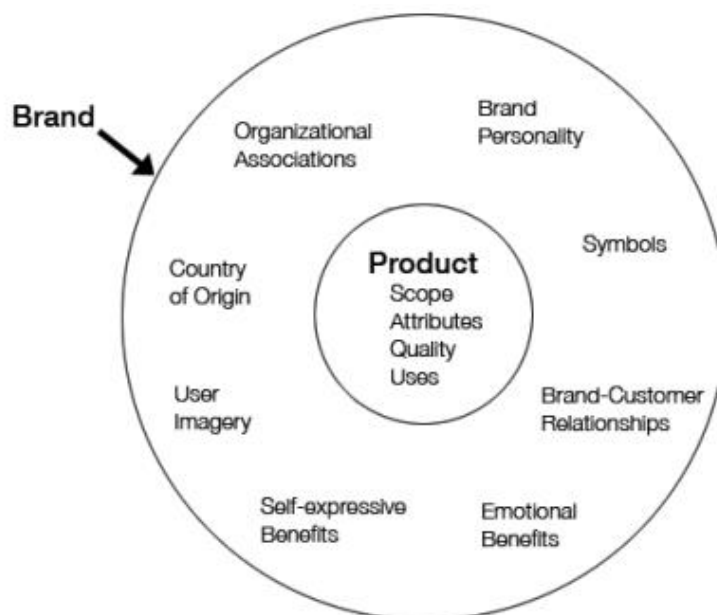 Brand
Organizational
Associations
Brand
Personality
Country
of Origin
Product
Scope
Attributes
Quality
Uses
Symbols
User
Imagery
Brand-Customer
Relationships
Self-expressive
Benefits
Emotional
Benefits